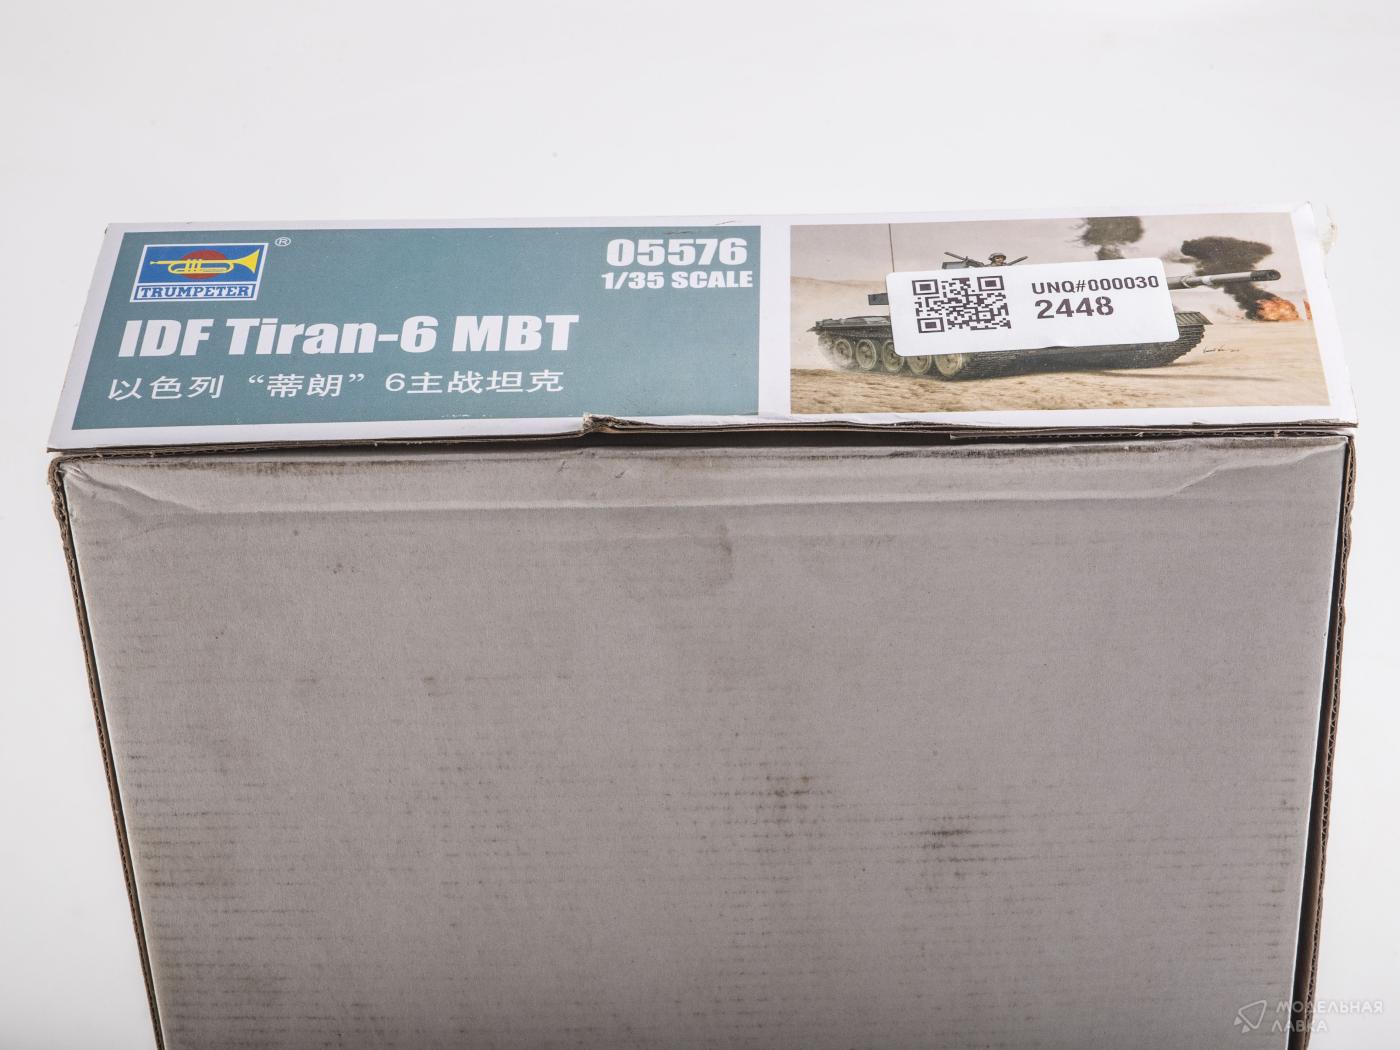 ®
TRUMPETER
05576
1/35 SCALE
IDF Tiran-6 MBT
以色列 “蒂朗” 6主战坦克
UNQ#000030
2448
МОДЕЛЬНАЯ
ЛАВКА